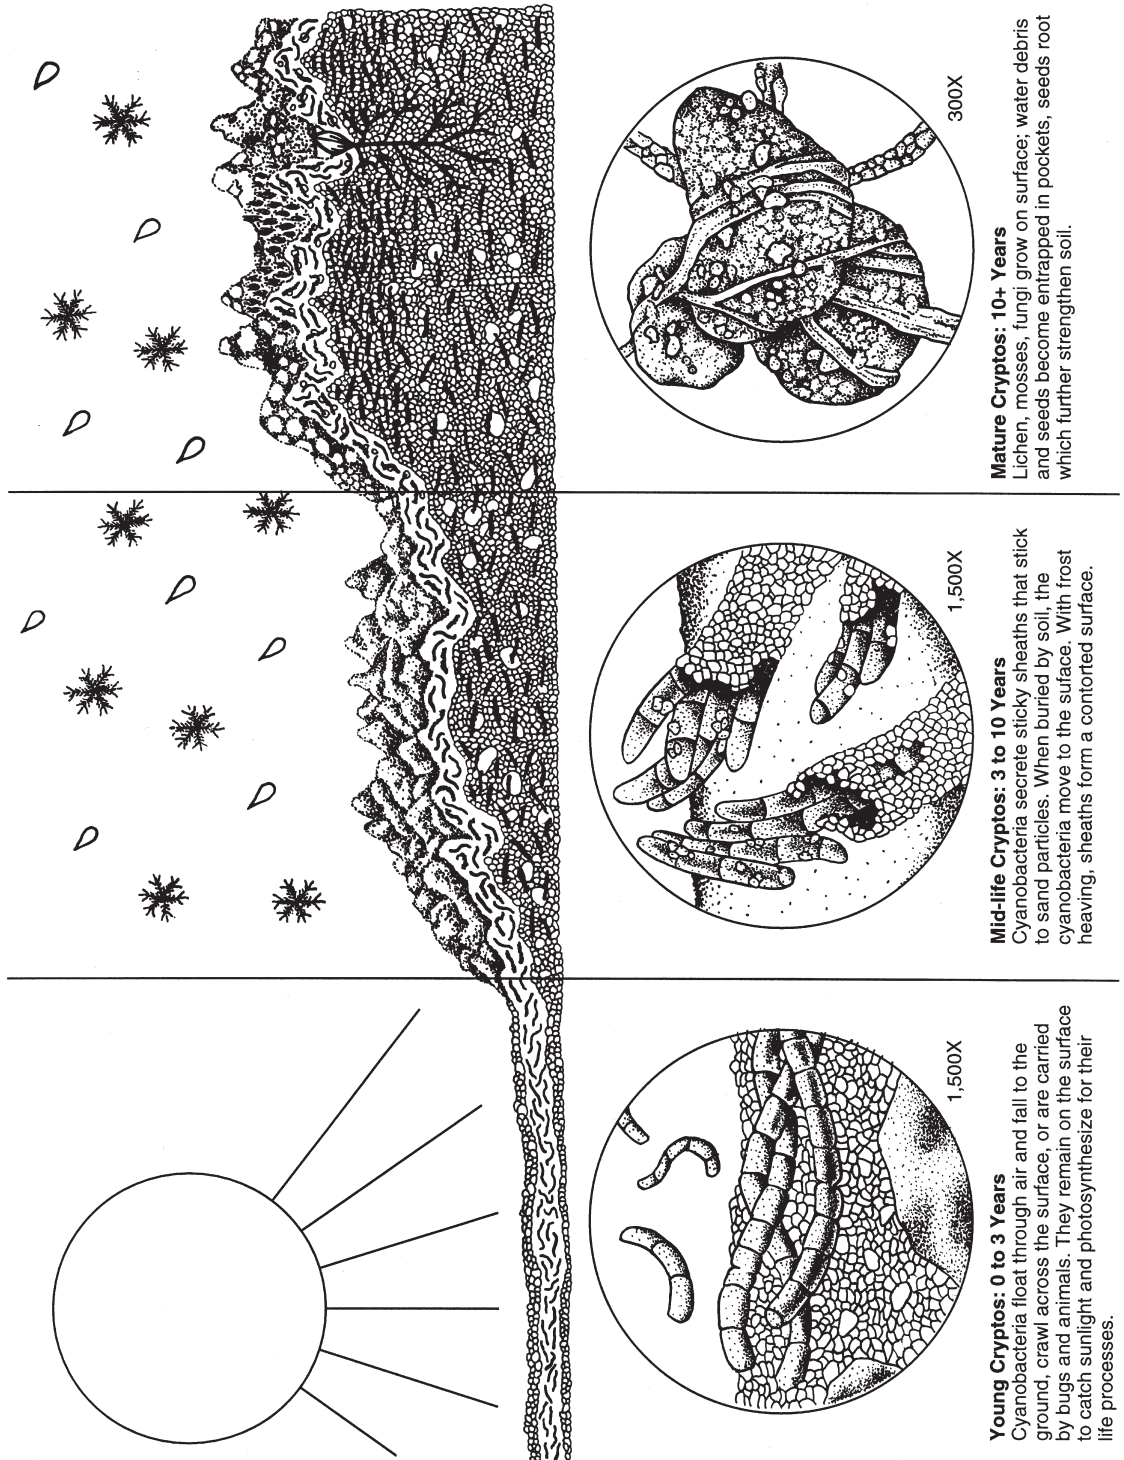 1,500X
Young Cryptos: 0 to 3 Years
Cyanobacteria float through air and fall to the
ground, crawl across the surface, or are carried
by bugs and animals. They remain on the surface
to catch sunlight and photosynthesize for their
life processes.
1,500X
Mid-life Cryptos: 3 to 10 Years
Cyanobacteria secrete sticky sheaths that stick
to sand particles. When buried by soil, the
cyanobacteria move to the suface. With frost
heaving, sheaths form a contorted surface.
300X
Mature Cryptos: 10+ Years
Lichen, mosses, fungi grow on surface; water debris
and seeds become entrapped in pockets, seeds root
which further strengthen soil.